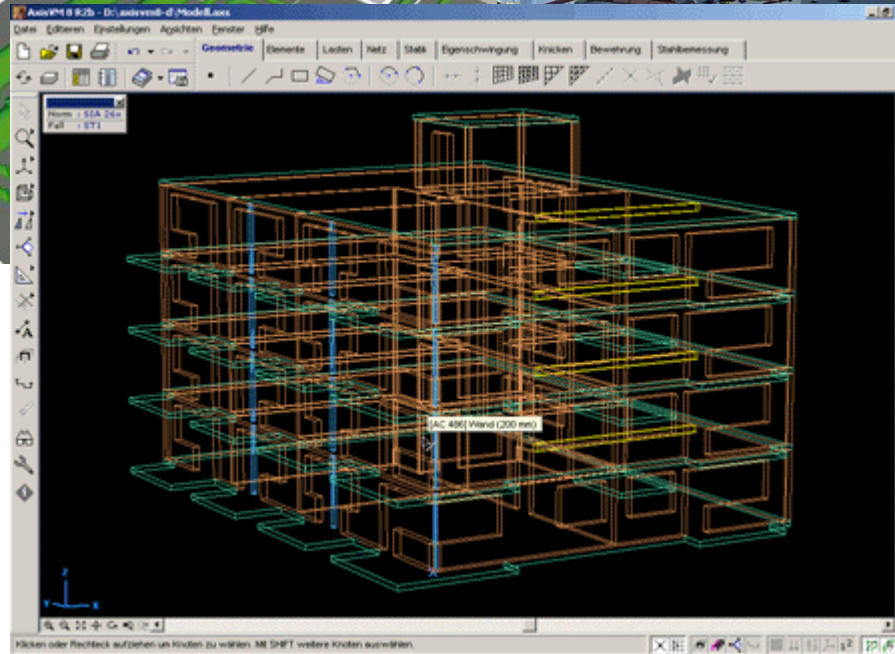 AxisVM 8 R2b - D:\axisvm8-d\Modell.axs
Datei Editieren Einstellungen Ansichten Fenster Hilfe
Geometrie Elemente Lasten Netz Statik Eigenschwingung Knicken Bewehrung Stahlbemessung
Norm : SIA 26x
Fall : ST1
[AC 486] Wand (200 mm)
Z
Y X
Klicken oder Rechteck aufziehen um Knoten zu wählen. Mit SHIFT weitere Knoten auswählen.